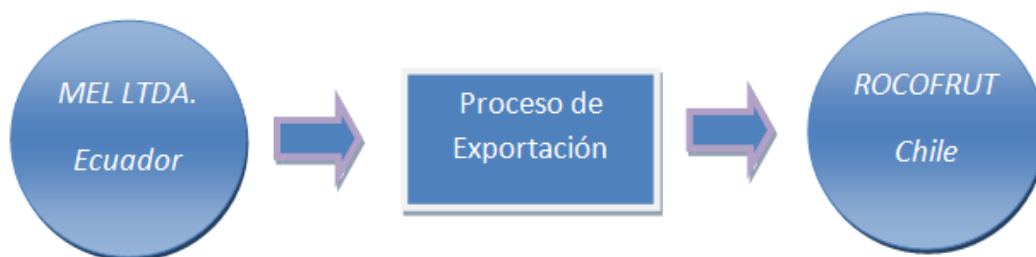 MEL LTDA.
Ecuador
Proceso de
Exportación
ROCOFRUT
Chile